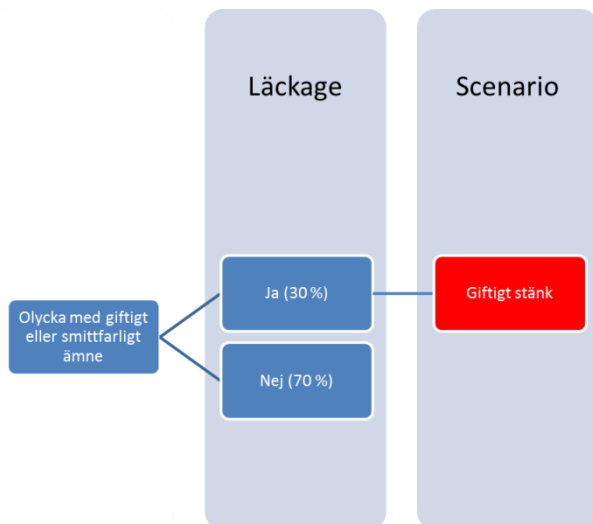 Läckage
Scenario
Ja (30 %)
Giftigt stänk
Olycka med giftigt
eller smittfarligt
ämne
Nej (70 %)